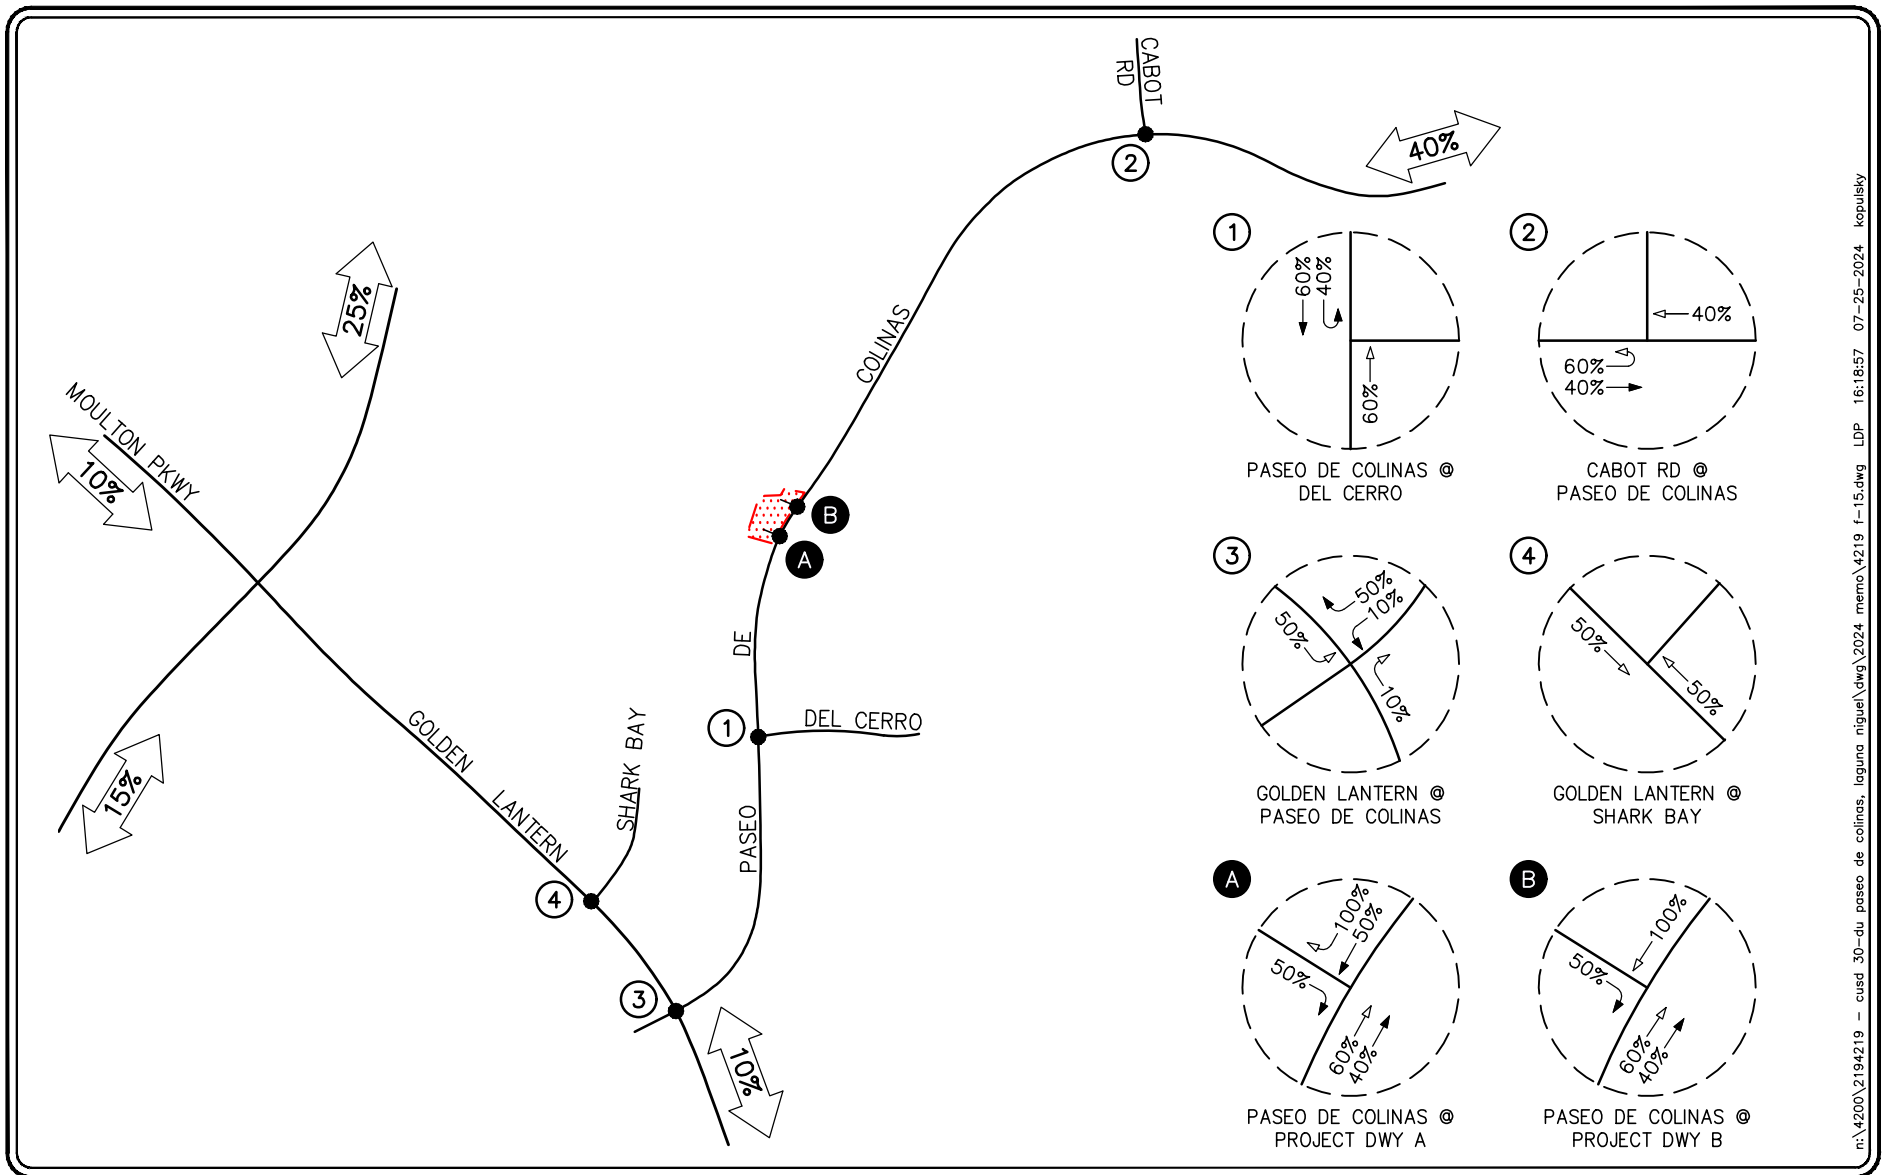 CABOT
RD
40%
2
25%
MOULTON PKWY
10%
COLINAS
B
A
DE
1
DEL CERRO
GOLDEN
LANTERN
SHARK BAY
PASEO
15%
4
3
10%
1
60%
40%
60%
PASEO DE COLINAS @
DEL CERRO
2
40%
60%
40%
CABOT RD @
PASEO DE COLINAS
3
50%
10%
50%
10%
GOLDEN LANTERN @
PASEO DE COLINAS
4
50%
50%
GOLDEN LANTERN @
SHARK BAY
A
100%
50%
50%
60%
40%
PASEO DE COLINAS @
PROJECT DWY A
B
100%
50%
60%
40%
PASEO DE COLINAS @
PROJECT DWY B
n:\4200\2194219 - cusd 30-du paseo de colinas, laguna niguel\dwg\2024 memo\4219 f-15.dwg LDP 16:18:57 07-25-2024 kopulsky